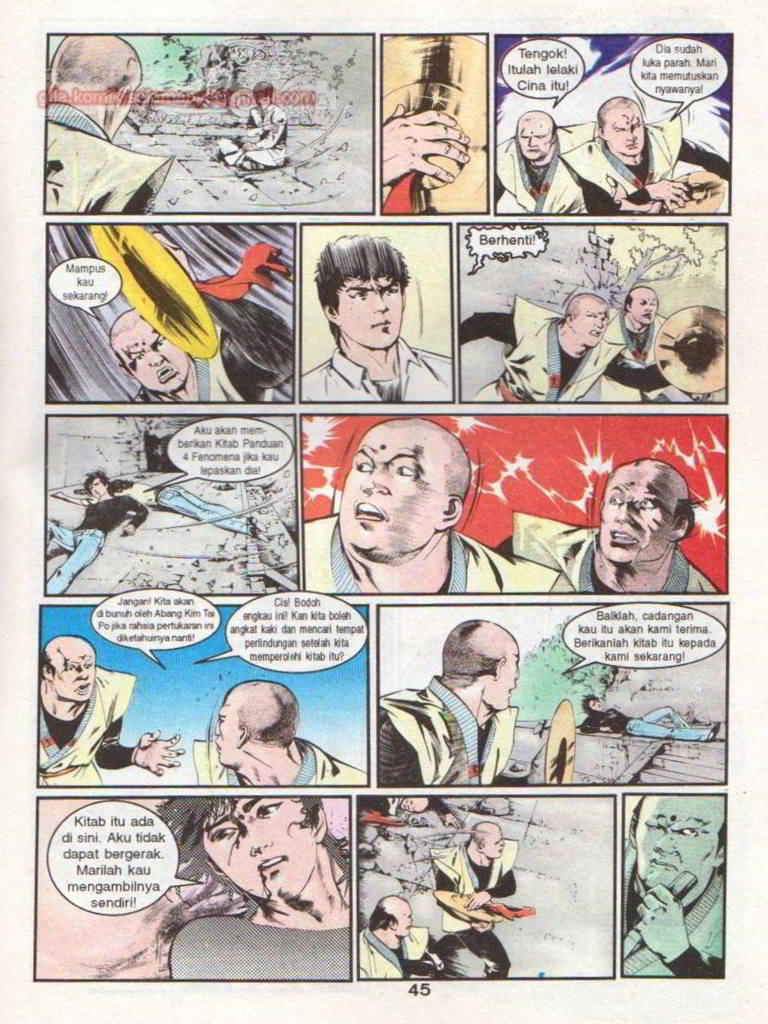 Tengok!
Itulah lelaki
Cina itu!
Dia sudah
luka parah. Mari
kita memutuskan
nyawanya!
Mampus
kau
sekarang!
Berhenti!
Aku akan mem-
berikan Kitab Panduan
4 Fenomena jika kau
lepaskan dia!
Jangan! Kita akan
di bunuh oleh Abang Kim Tai
Po jika rahsia pertukaran ini
diketahuinya nanti!
Cis! Bodoh
engkau ini! Kan kita boleh
angkat kaki dan mencari tempat
perlindungan setelah kita
memperolehi kitab itu?
Baiklah, cadangan
kau itu akan kami terima.
Berikanlah kitab itu kepada
kami sekarang!
Kitab itu ada
di sini. Aku tidak
dapat bergerak.
Marilah kau
mengambilnya
sendiri!
45